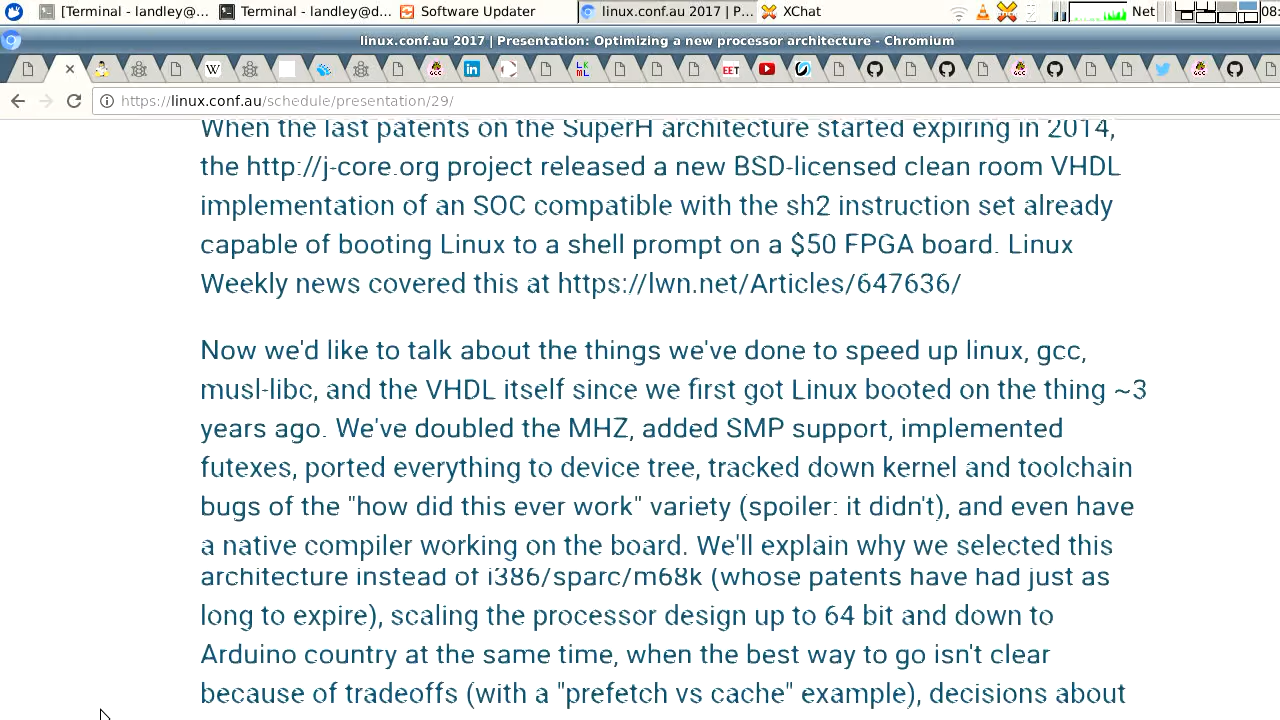 [Terminal - landley@...
Terminal - landley@d...
Software Updater
linux.conf.au 2017 | P...
XChat
Net
08:
linux.conf.au 2017 | Presentation: Optimizing a new processor architecture - Chromium
https://linux.conf.au/schedule/presentation/29/
When the last patents on the SuperH architecture started expiring in 2014,
the http://j-core.org project released a new BSD-licensed clean room VHDL
implementation of an SOC compatible with the sh2 instruction set already
capable of booting Linux to a shell prompt on a $50 FPGA board. Linux
Weekly news covered this at https://lwn.net/Articles/647636/
Now we'd like to talk about the things we've done to speed up linux, gcc,
musl-libc, and the VHDL itself since we first got Linux booted on the thing ~3
years ago. We've doubled the MHZ, added SMP support, implemented
futexes, ported everything to device tree, tracked down kernel and toolchain
bugs of the "how did this ever work" variety (spoiler: it didn't), and even have
a native compiler working on the board. We'll explain why we selected this
architecture instead of i386/sparc/m68k (whose patents have had just as
long to expire), scaling the processor design up to 64 bit and down to
Arduino country at the same time, when the best way to go isn't clear
because of tradeoffs (with a "prefetch vs cache" example), decisions about